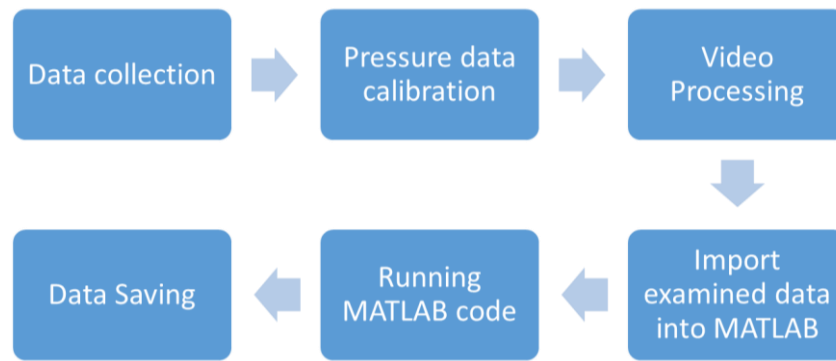 Data collection
Pressure data
calibration
Video
Processing
Import
examined data
into MATLAB
Running
MATLAB code
Data Saving